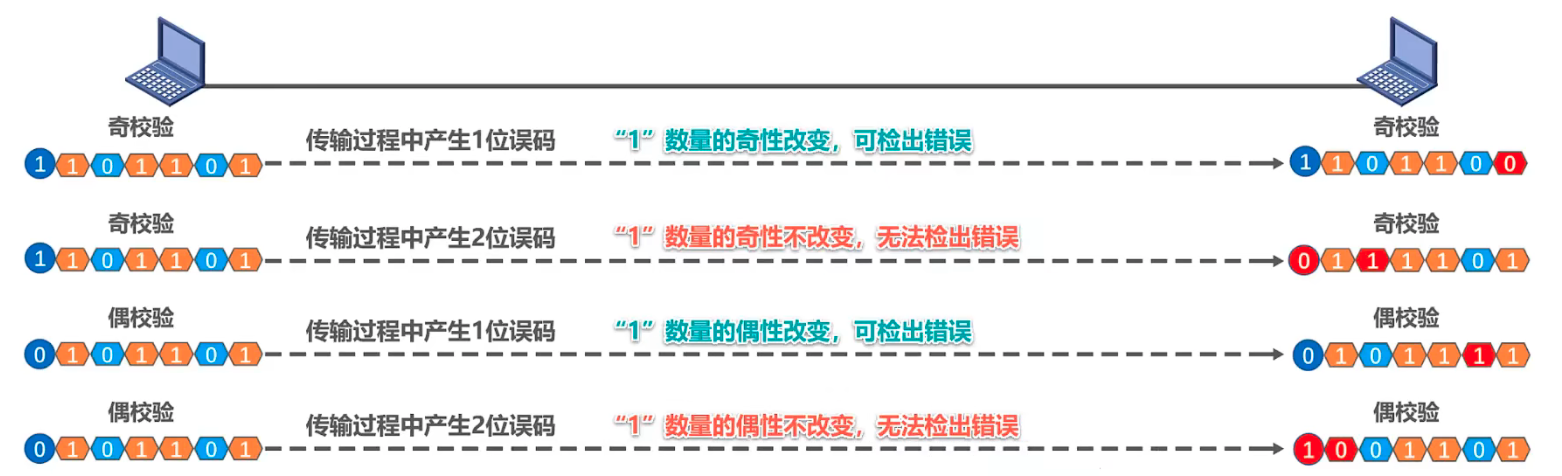 奇校验 奇校验
传输过程中产生1位误码 “1”数量的奇性改变，可检出错误
1 1 0 1 1 0 1 1 1 0 1 1 0 0
奇校验 奇校验
传输过程中产生2位误码 “1”数量的奇性不改变，无法检出错误
1 1 0 1 1 0 1 0 1 1 1 1 0 1
偶校验 偶校验
传输过程中产生1位误码 “1”数量的偶性改变，可检出错误
0 1 0 1 1 0 1 0 1 0 1 1 1 1
偶校验 偶校验
传输过程中产生2位误码 “1”数量的偶性不改变，无法检出错误
0 1 0 1 1 0 1 1 0 0 1 1 0 1